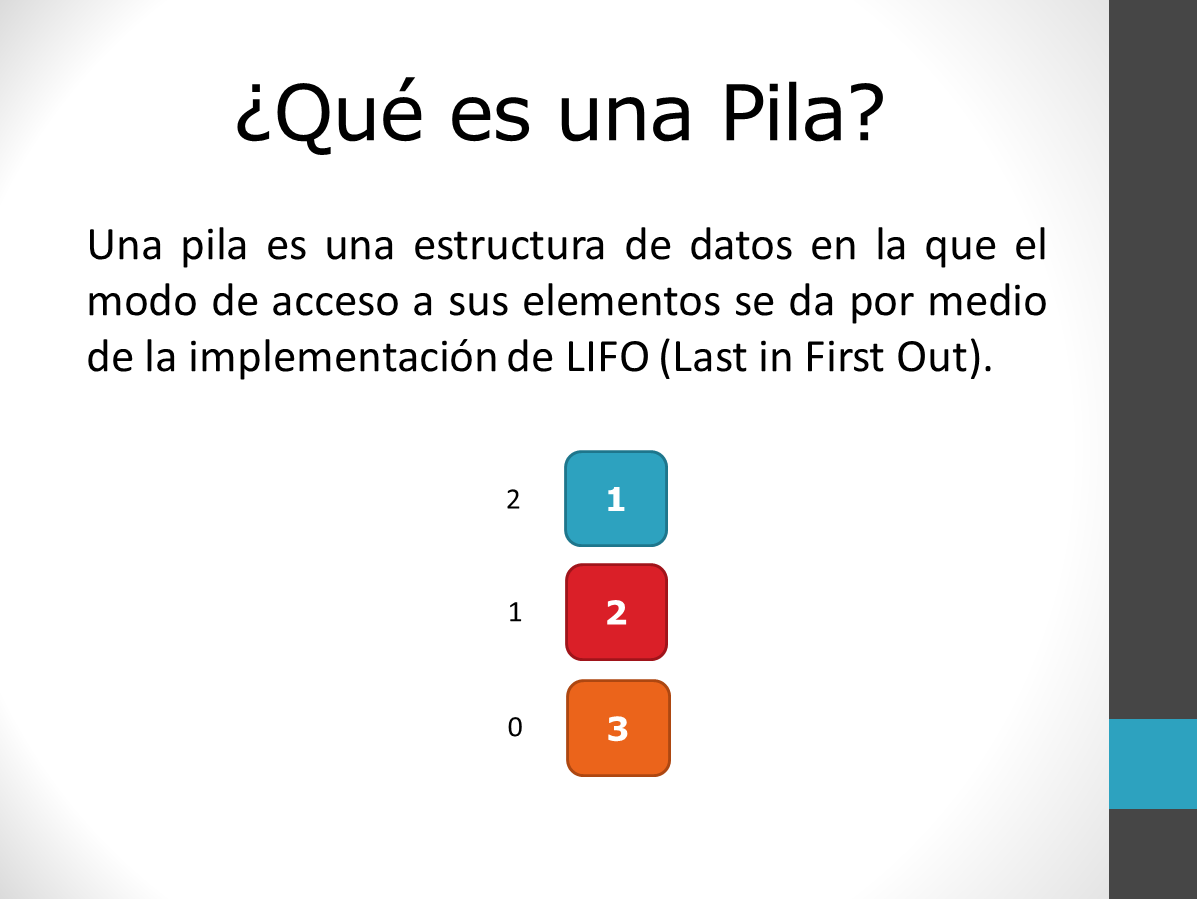 ¿Qué es una Pila?
Una pila es una estructura de datos en la que el
modo de acceso a sus elementos se da por medio
de la implementación de LIFO (Last in First Out).
2 1
1 2
0 3